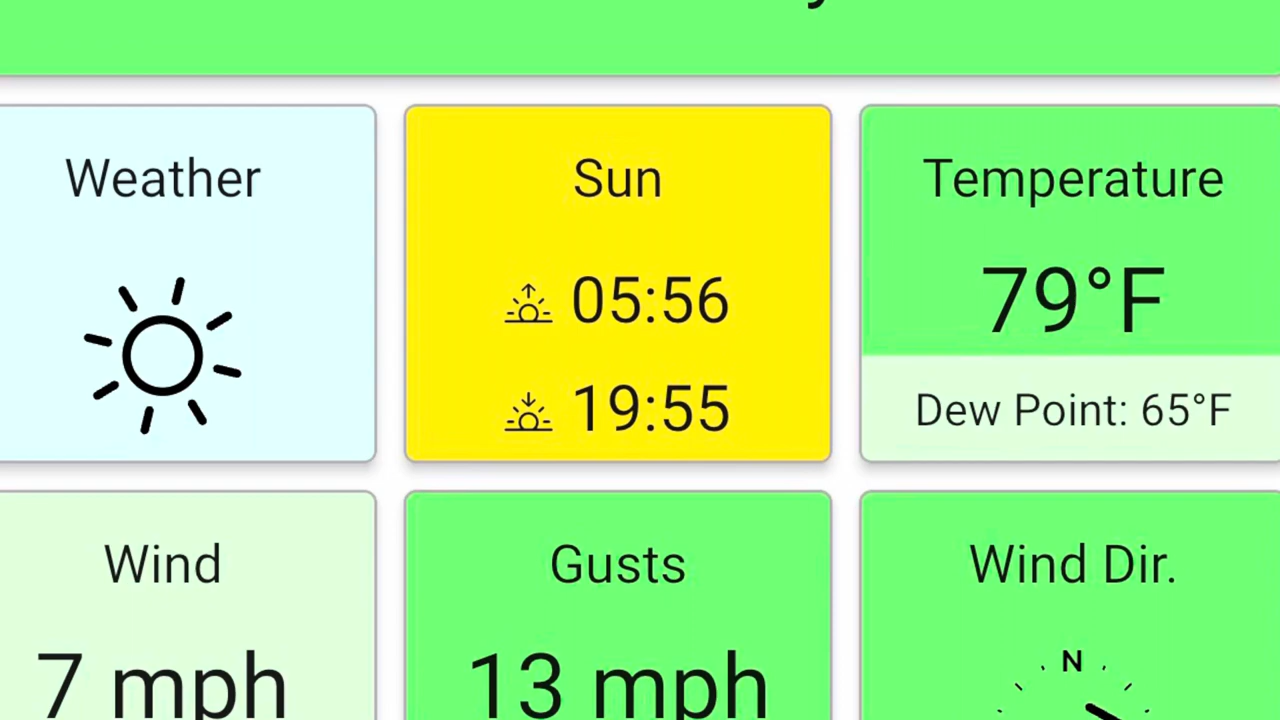 Weather
Sun
05:56
19:55
Temperature
79°F
Dew Point: 65°F
Wind
7 mph
Gusts
13 mph
Wind Dir.
N